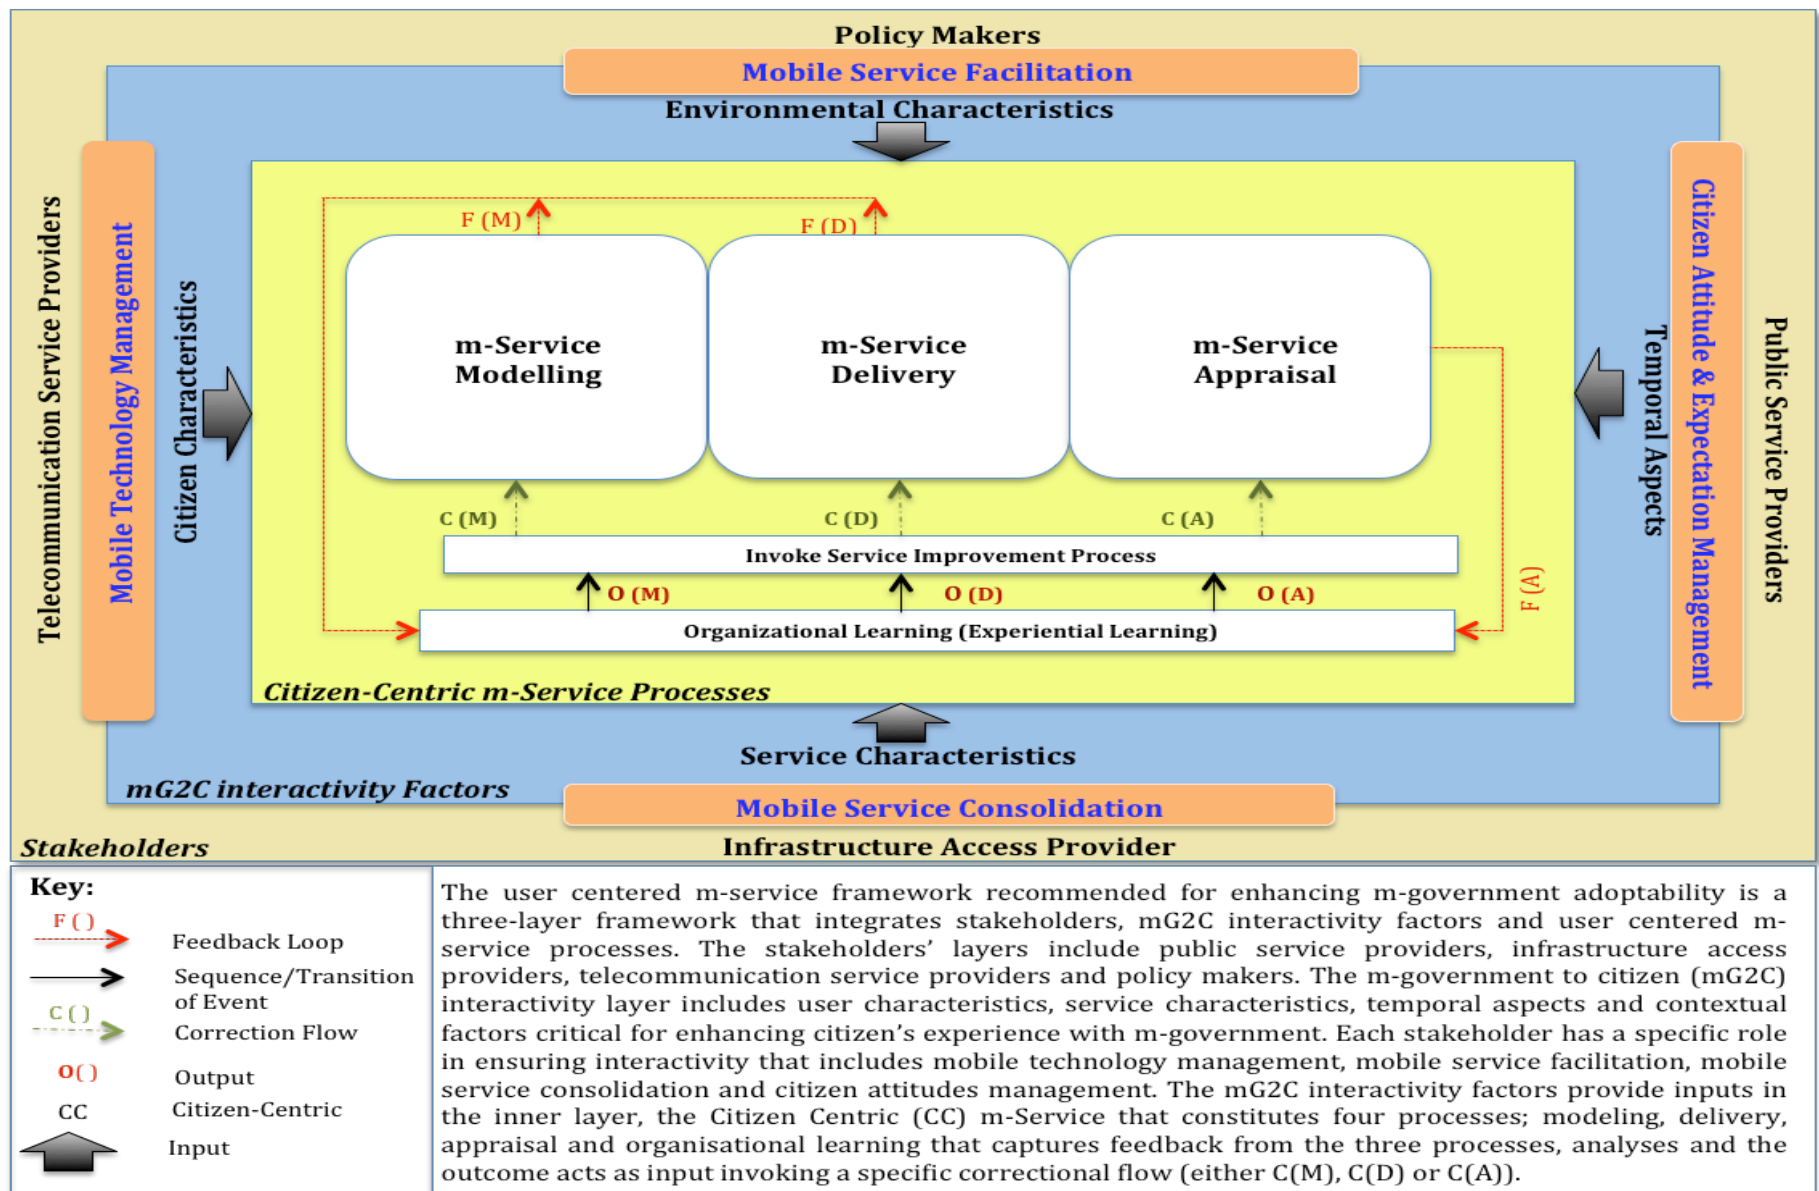 Policy Makers
Mobile Service Facilitation
Environmental Characteristics
Telecommunication Service Providers
Mobile Technology Management
Citizen Characteristics
F (M)
F (D)
m-Service
Modelling
m-Service
Delivery
m-Service
Appraisal
Temporal Aspects
Citizen Attitude & Expectation Management
Public Service Providers
C (M)
C (D)
C (A)
Invoke Service Improvement Process
F (A)
O (M)
O (D)
O (A)
Organizational Learning (Experiential Learning)
Citizen-Centric m-Service Processes
Service Characteristics
mG2C interactivity Factors
Mobile Service Consolidation
Stakeholders
Infrastructure Access Provider
Key:
F ( )
Feedback Loop
Sequence/Transition
of Event
C ( )
Correction Flow
O( )
Output
CC
Citizen-Centric
Input
The user centered m-service framework recommended for enhancing m-government adoptability is a
three-layer framework that integrates stakeholders, mG2C interactivity factors and user centered m-
service processes. The stakeholders' layers include public service providers, infrastructure access
providers, telecommunication service providers and policy makers. The m-government to citizen (mG2C)
interactivity layer includes user characteristics, service characteristics, temporal aspects and contextual
factors critical for enhancing citizen's experience with m-government. Each stakeholder has a specific role
in ensuring interactivity that includes mobile technology management, mobile service facilitation, mobile
service consolidation and citizen attitudes management. The mG2C interactivity factors provide inputs in
the inner layer, the Citizen Centric (CC) m-Service that constitutes four processes; modeling, delivery,
appraisal and organisational learning that captures feedback from the three processes, analyses and the
outcome acts as input invoking a specific correctional flow (either C(M), C(D) or C(A)).